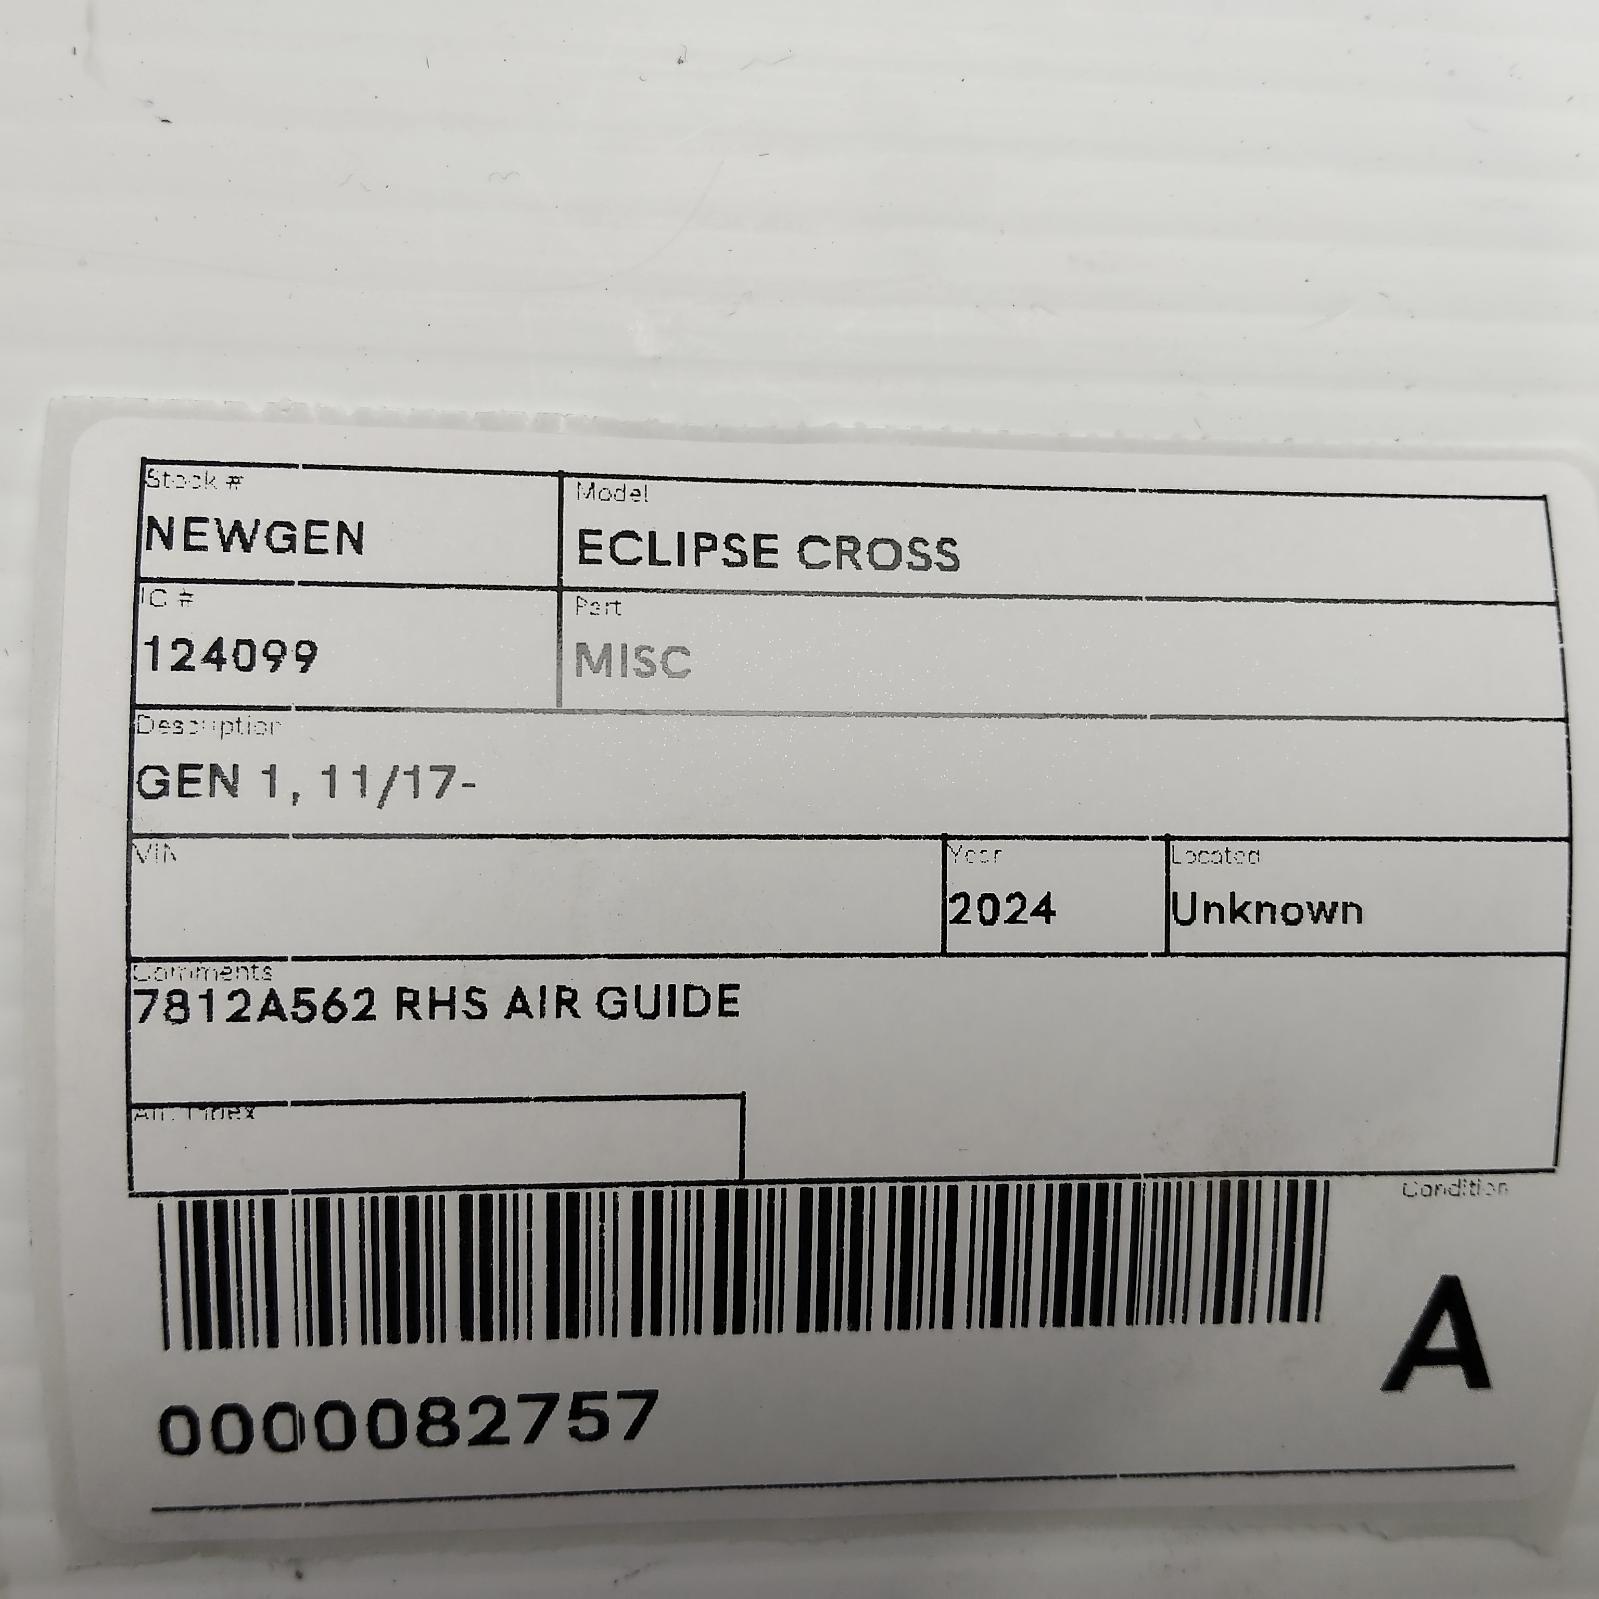 Stock #
NEWGEN
Model
ECLIPSE CROSS
IC #
124099
Part
MISC
Description
GEN 1, 11/17-
VIN
Year
2024
Located
Unknown
Comments
7812A562 RHS AIR GUIDE
Index
0000082757
Condition
A